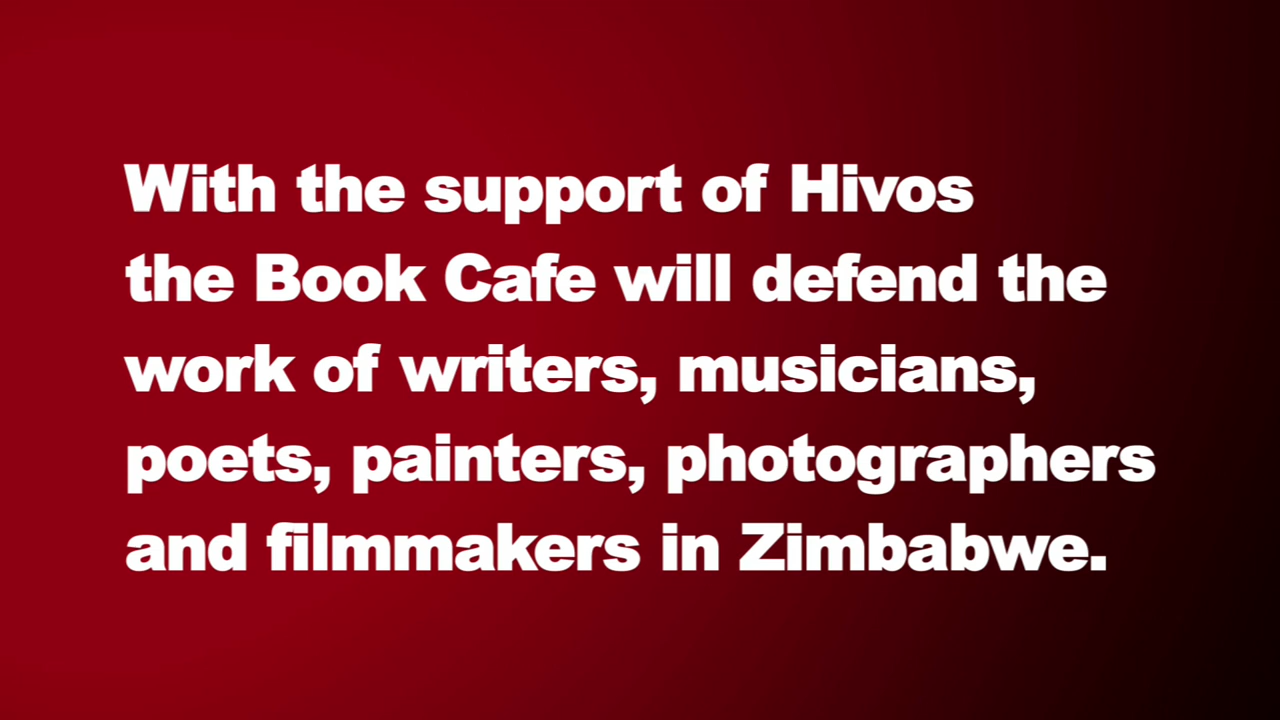 With the support of Hivos
the Book Cafe will defend the
work of writers, musicians,
poets, painters, photographers
and filmmakers in Zimbabwe.